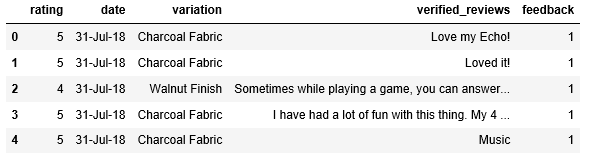 rating date variation verified_reviews feedback
0 5 31-Jul-18 Charcoal Fabric Love my Echo! 1
1 5 31-Jul-18 Charcoal Fabric Loved it! 1
2 4 31-Jul-18 Walnut Finish Sometimes while playing a game, you can answer... 1
3 5 31-Jul-18 Charcoal Fabric I have had a lot of fun with this thing. My 4 ... 1
4 5 31-Jul-18 Charcoal Fabric Music 1